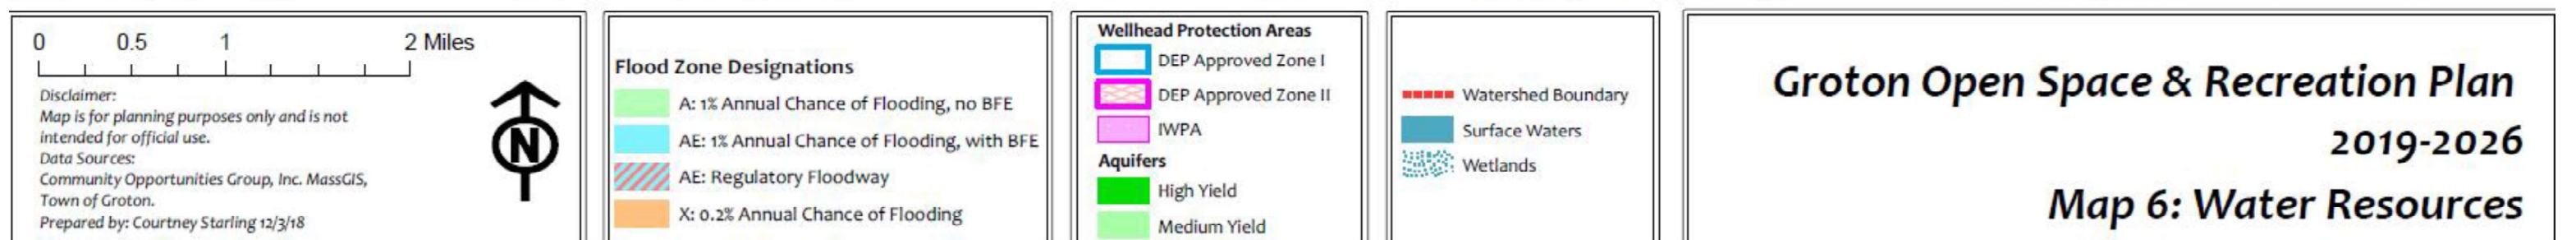 0 0.5 1 2 Miles
Disclaimer:
Map is for planning purposes only and is not
intended for official use.
Data Sources:
Community Opportunities Group, Inc. MassGIS,
Town of Groton.
Prepared by: Courtney Starling 12/3/18
N
Flood Zone Designations
A: 1% Annual Chance of Flooding, no BFE
AE: 1% Annual Chance of Flooding, with BFE
AE: Regulatory Floodway
X: 0.2% Annual Chance of Flooding
Wellhead Protection Areas
DEP Approved Zone I
DEP Approved Zone II
IWPA
Aquifers
High Yield
Medium Yield
Watershed Boundary
Surface Waters
Wetlands
Groton Open Space & Recreation Plan
2019-2026
Map 6: Water Resources